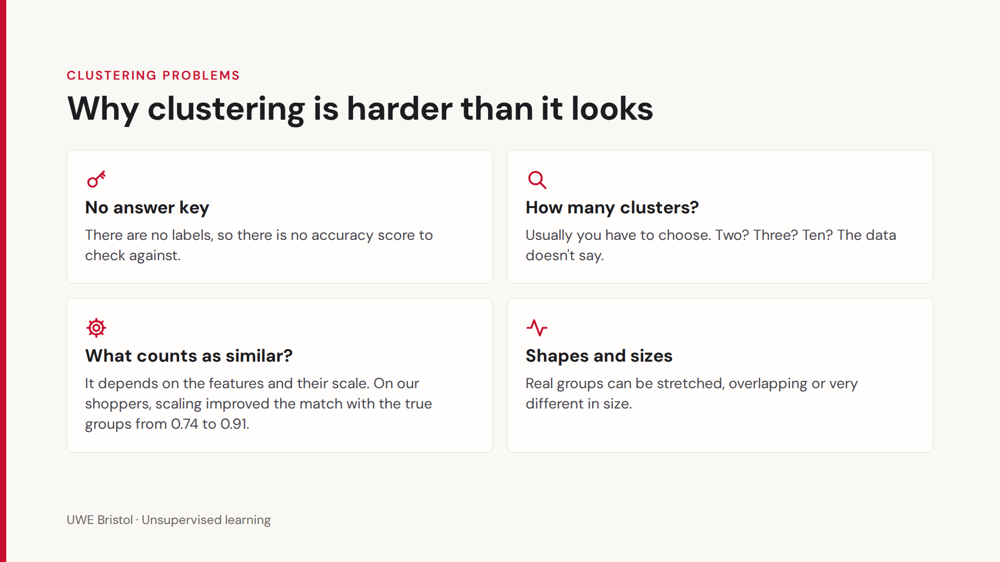 CLUSTERING PROBLEMS
Why clustering is harder than it looks
No answer key
There are no labels, so there is no accuracy score to
check against.
How many clusters?
Usually you have to choose. Two? Three? Ten? The data
doesn't say.
What counts as similar?
It depends on the features and their scale. On our
shoppers, scaling improved the match with the true
groups from 0.74 to 0.91.
Shapes and sizes
Real groups can be stretched, overlapping or very
different in size.
UWE Bristol · Unsupervised learning